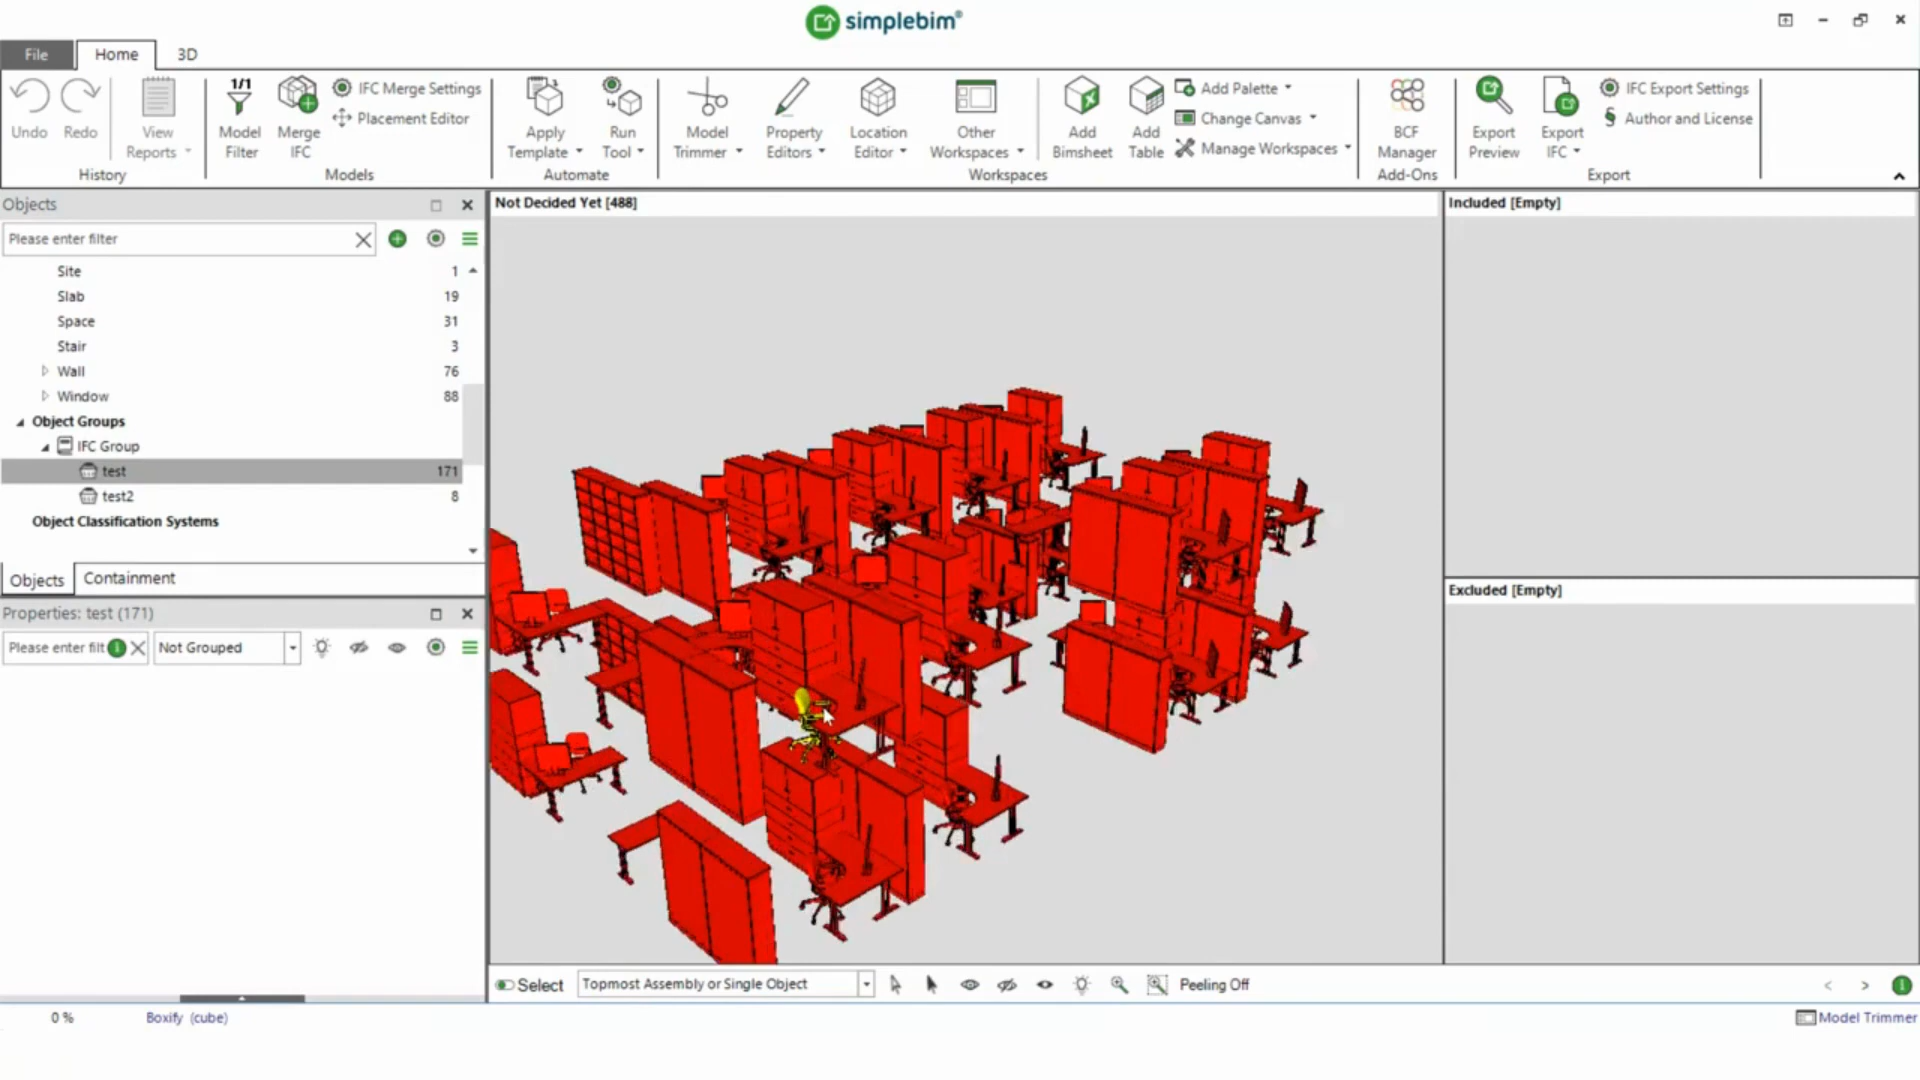 simplebim®
File
Home
3D
Undo
Redo
View Reports
History
1/1
Model Filter
Merge IFC
IFC Merge Settings
Placement Editor
Models
Apply Template
Run Tool
Automate
Model Trimmer
Property Editors
Location Editor
Other Workspaces
Add Bimsheet
Add Table
Add Palette
Change Canvas
Manage Workspaces
Workspaces
BCF Manager
Add-Ons
Export Preview
Export IFC
IFC Export Settings
§ Author and License
Export
Objects
Please enter filter
Site 1
Slab 19
Space 31
Stair 3
Wall 76
Window 88
Object Groups
IFC Group
test 171
test2 8
Object Classification Systems
Objects
Containment
Properties: test (171)
Please enter filt
Not Grouped
Not Decided Yet [488]
Included [Empty]
Excluded [Empty]
Select
Topmost Assembly or Single Object
Peeling Off
0 %
Boxify (cube)
Model Trimmer